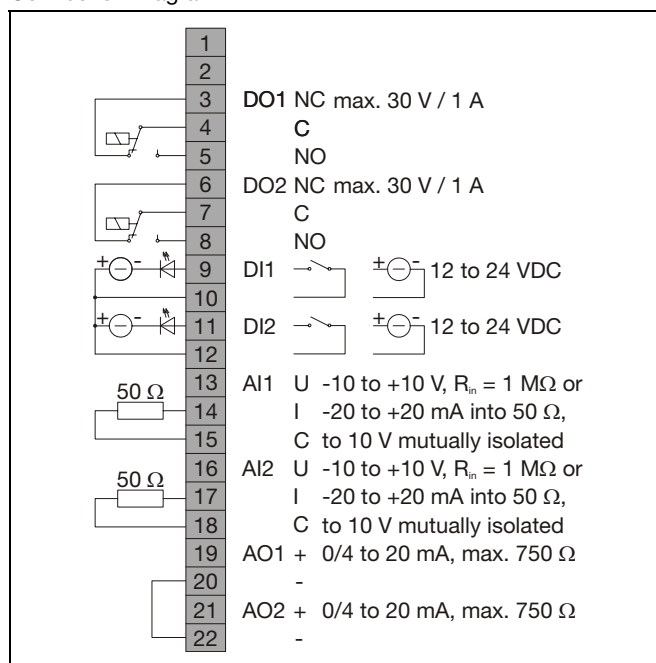 1
2
3 DO1 NC max. 30 V / 1 A
4 C
5 NO
6 DO2 NC max. 30 V / 1 A
7 C
8 NO
+ - 9 DI1 + - 12 to 24 VDC
10
+ - 11 DI2 + - 12 to 24 VDC
12
13 AI1 U -10 to +10 V, Rin = 1 MΩ or
50 Ω 14 I -20 to +20 mA into 50 Ω,
15 C to 10 V mutually isolated
16 AI2 U -10 to +10 V, Rin = 1 MΩ or
50 Ω 17 I -20 to +20 mA into 50 Ω,
18 C to 10 V mutually isolated
19 AO1 + 0/4 to 20 mA, max. 750 Ω
20 -
21 AO2 + 0/4 to 20 mA, max. 750 Ω
22 -